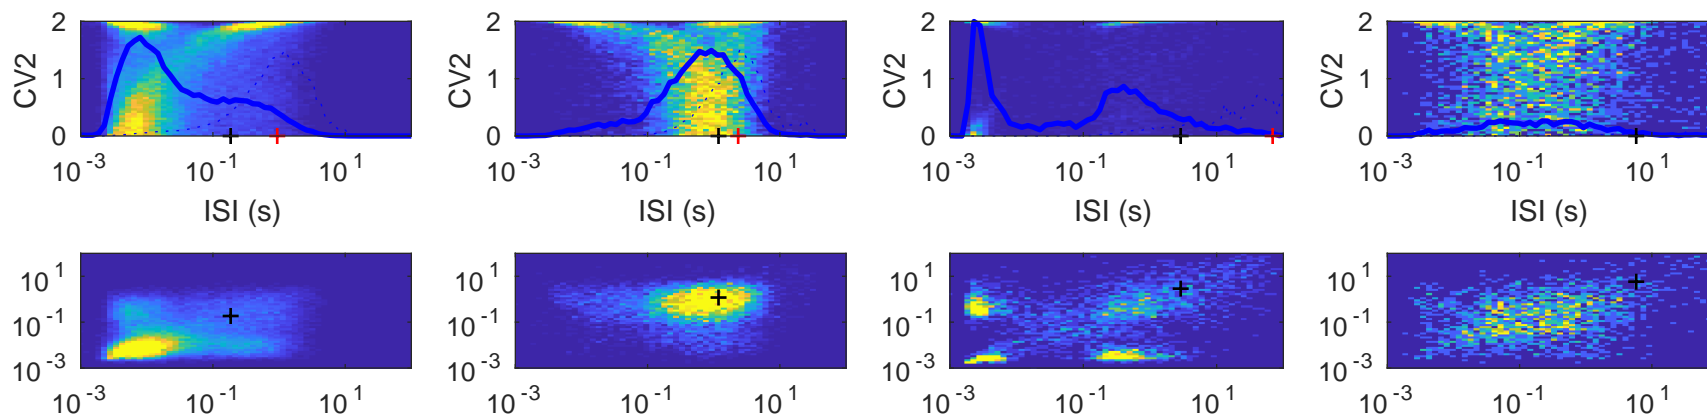 CV2 2 1 0 CV2 2 1 0 CV2 2 1 0 CV2 2 1 0
10^-3 10^-1 10^1 10^-3 10^-1 10^1 10^-3 10^-1 10^1 10^-3 10^-1 10^1
ISI (s) ISI (s) ISI (s) ISI (s)
10^1 10^1 10^1 10^1
10^-1 10^-1 10^-1 10^-1
10^-3 10^-3 10^-3 10^-3
10^-3 10^-1 10^1 10^-3 10^-1 10^1 10^-3 10^-1 10^1 10^-3 10^-1 10^1